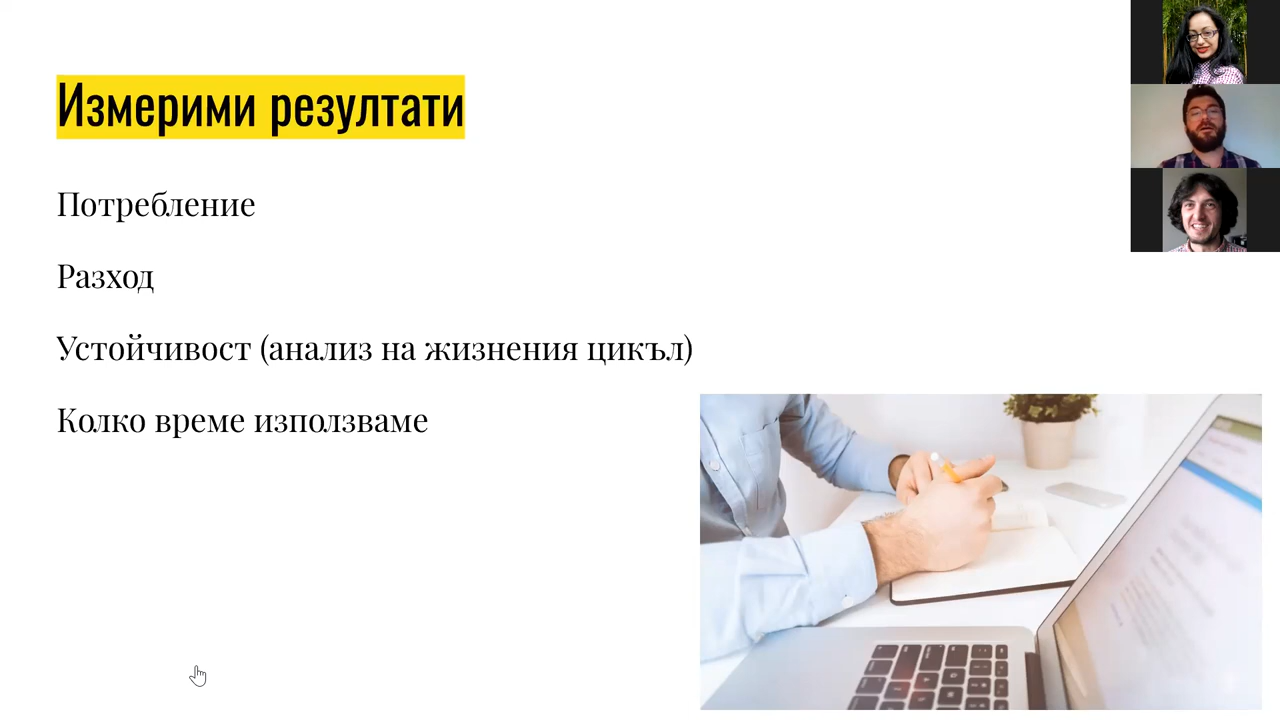 Измерими резултати
Потребление
Разход
Устойчивост (анализ на жизнения цикъл)
Колко време използваме